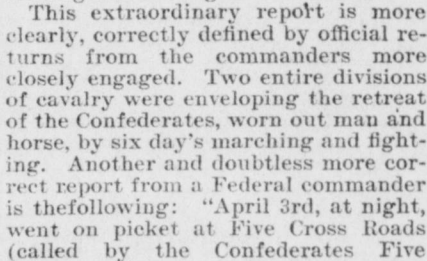 This extraordinary report is more
clearly, correctly defined by official re-
turns from the commanders more
closely engaged. Two entire divisions
of cavalry were enveloping the retreat
of the Confederates, worn out man and
horse, by six day's marching and fight-
ing. Another and doubtless more cor-
rect report from a Federal commander
is thefollowing: "April 3rd, at night,
went on picket at Five Cross Roads
(called by the Confederates Five